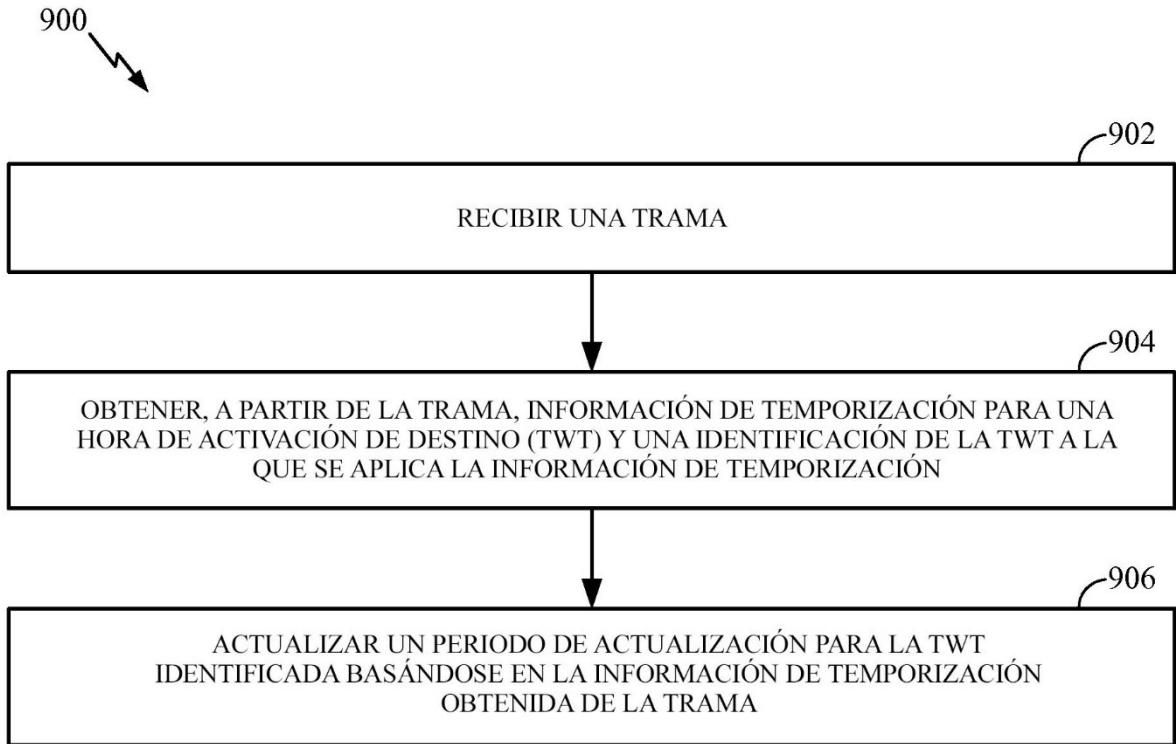 900
902
RECIBIR UNA TRAMA
904
OBTENER, A PARTIR DE LA TRAMA, INFORMACIÓN DE TEMPORIZACIÓN PARA UNA
HORA DE ACTIVACIÓN DE DESTINO (TWT) Y UNA IDENTIFICACIÓN DE LA TWT A LA
QUE SE APLICA LA INFORMACIÓN DE TEMPORIZACIÓN
906
ACTUALIZAR UN PERIODO DE ACTUALIZACIÓN PARA LA TWT
IDENTIFICADA BASÁNDOSE EN LA INFORMACIÓN DE TEMPORIZACIÓN
OBTENIDA DE LA TRAMA